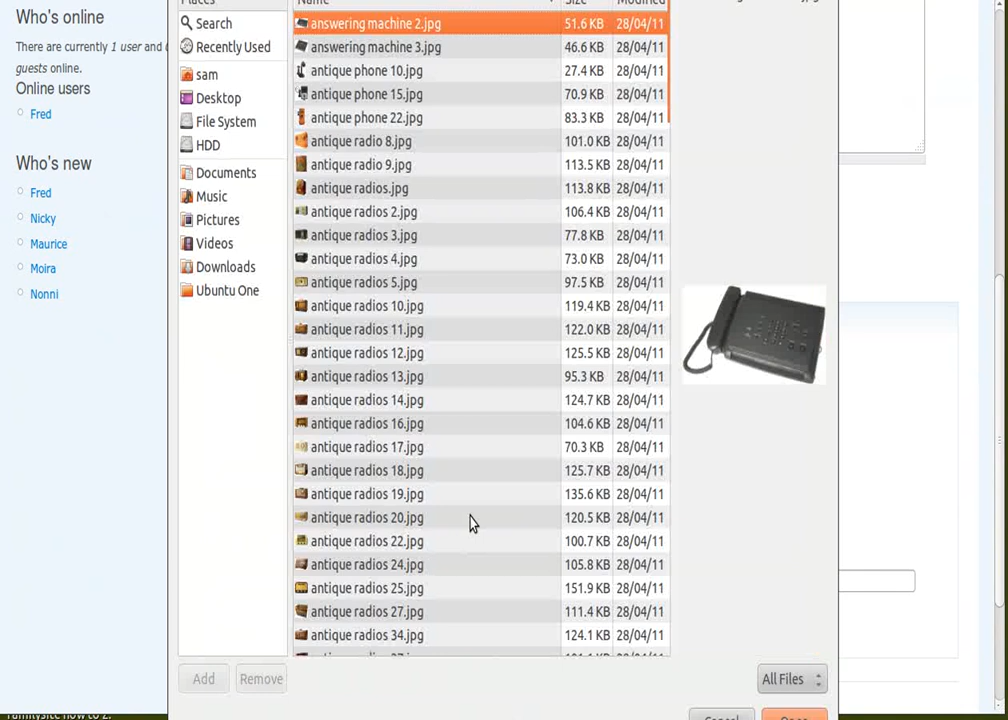 Who's online
There are currently 1 user and
guests online.
Online users
Fred
Who's new
Fred
Nicky
Maurice
Moira
Nonni
Places
Search
Recently Used
sam
Desktop
File System
HDD
Documents
Music
Pictures
Videos
Downloads
Ubuntu One
Name Size Modified
answering machine 2.jpg 51.6 KB 28/04/11
answering machine 3.jpg 46.6 KB 28/04/11
antique phone 10.jpg 27.4 KB 28/04/11
antique phone 15.jpg 70.9 KB 28/04/11
antique phone 22.jpg 83.3 KB 28/04/11
antique radio 8.jpg 101.0 KB 28/04/11
antique radio 9.jpg 113.5 KB 28/04/11
antique radios.jpg 113.8 KB 28/04/11
antique radios 2.jpg 106.4 KB 28/04/11
antique radios 3.jpg 77.8 KB 28/04/11
antique radios 4.jpg 73.0 KB 28/04/11
antique radios 5.jpg 97.5 KB 28/04/11
antique radios 10.jpg 119.4 KB 28/04/11
antique radios 11.jpg 122.0 KB 28/04/11
antique radios 12.jpg 125.5 KB 28/04/11
antique radios 13.jpg 95.3 KB 28/04/11
antique radios 14.jpg 124.7 KB 28/04/11
antique radios 16.jpg 104.6 KB 28/04/11
antique radios 17.jpg 70.3 KB 28/04/11
antique radios 18.jpg 125.7 KB 28/04/11
antique radios 19.jpg 135.6 KB 28/04/11
antique radios 20.jpg 120.5 KB 28/04/11
antique radios 22.jpg 100.7 KB 28/04/11
antique radios 24.jpg 105.8 KB 28/04/11
antique radios 25.jpg 151.9 KB 28/04/11
antique radios 27.jpg 111.4 KB 28/04/11
antique radios 34.jpg 124.1 KB 28/04/11
Add Remove All Files
Cancel Open